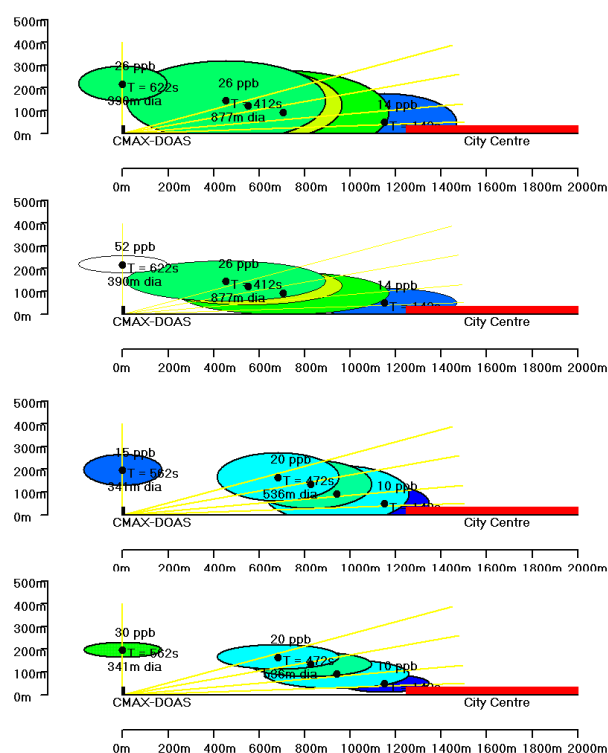 500m
400m
300m
26 ppb
200m
T = 622s
26 ppb
390m dia
T = 412s
14 ppb
100m
877m dia
0m
CMAX-DOAS
City Centre
0m 200m 400m 600m 800m 1000m 1200m 1400m 1600m 1800m 2000m
500m
400m
300m
52 ppb
26 ppb
200m
T = 622s
390m dia
T = 412s
14 ppb
100m
877m dia
0m
CMAX-DOAS
City Centre
0m 200m 400m 600m 800m 1000m 1200m 1400m 1600m 1800m 2000m
500m
400m
300m
15 ppb
20 ppb
200m
T = 562s
T = 472s
341m dia
536m dia
10 ppb
100m
0m
CMAX-DOAS
City Centre
0m 200m 400m 600m 800m 1000m 1200m 1400m 1600m 1800m 2000m
500m
400m
300m
30 ppb
20 ppb
200m
T = 562s
T = 472s
341m dia
536m dia
10 ppb
100m
0m
CMAX-DOAS
City Centre
0m 200m 400m 600m 800m 1000m 1200m 1400m 1600m 1800m 2000m